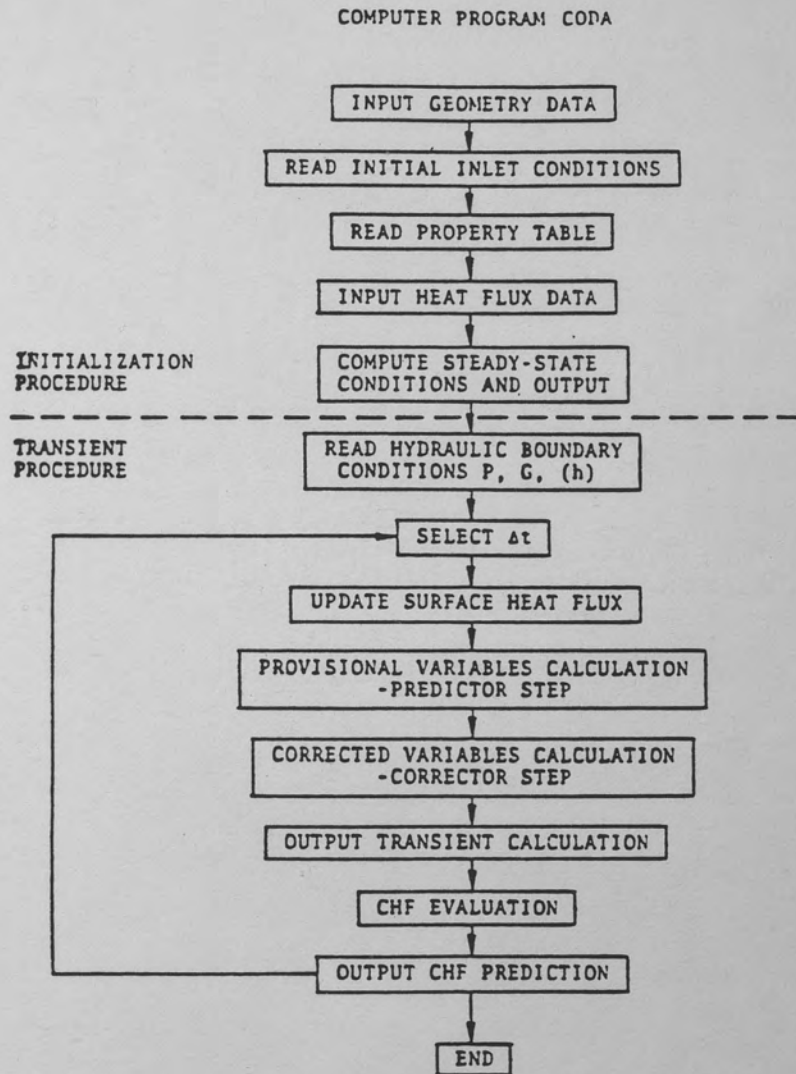 COMPUTER PROGRAM CODA
INPUT GEOMETRY DATA
READ INITIAL INLET CONDITIONS
READ PROPERTY TABLE
INPUT HEAT FLUX DATA
INITIALIZATION
PROCEDURE
COMPUTE STEADY-STATE
CONDITIONS AND OUTPUT
TRANSIENT
PROCEDURE
READ HYDRAULIC BOUNDARY
CONDITIONS P, G, (h)
SELECT Δt
UPDATE SURFACE HEAT FLUX
PROVISIONAL VARIABLES CALCULATION
-PREDICTOR STEP
CORRECTED VARIABLES CALCULATION
-CORRECTOR STEP
OUTPUT TRANSIENT CALCULATION
CHF EVALUATION
OUTPUT CHF PREDICTION
END